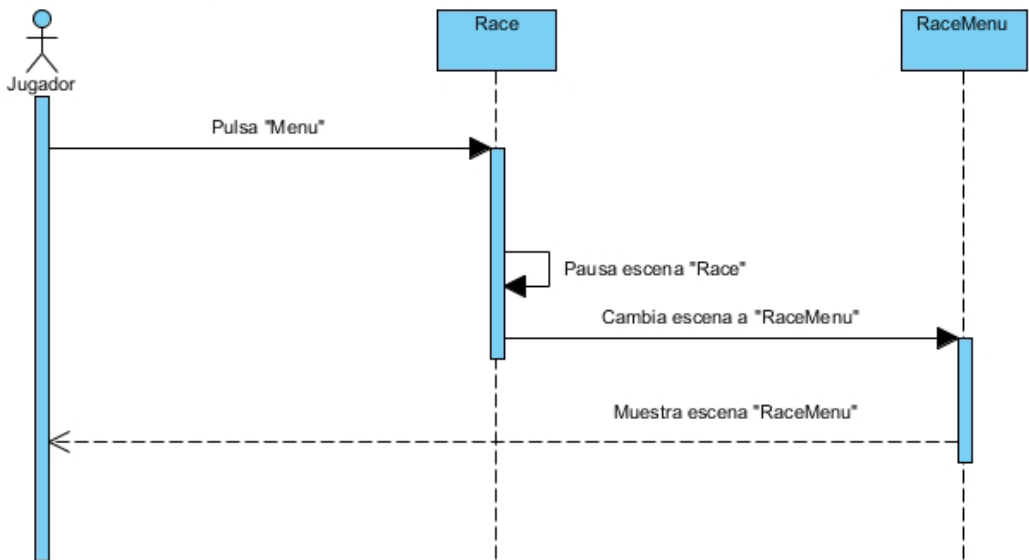 Race
RaceMenu
Jugador
Pulsa "Menu"
Pausa escena "Race"
Cambia escena a "RaceMenu"
Muestra escena "RaceMenu"